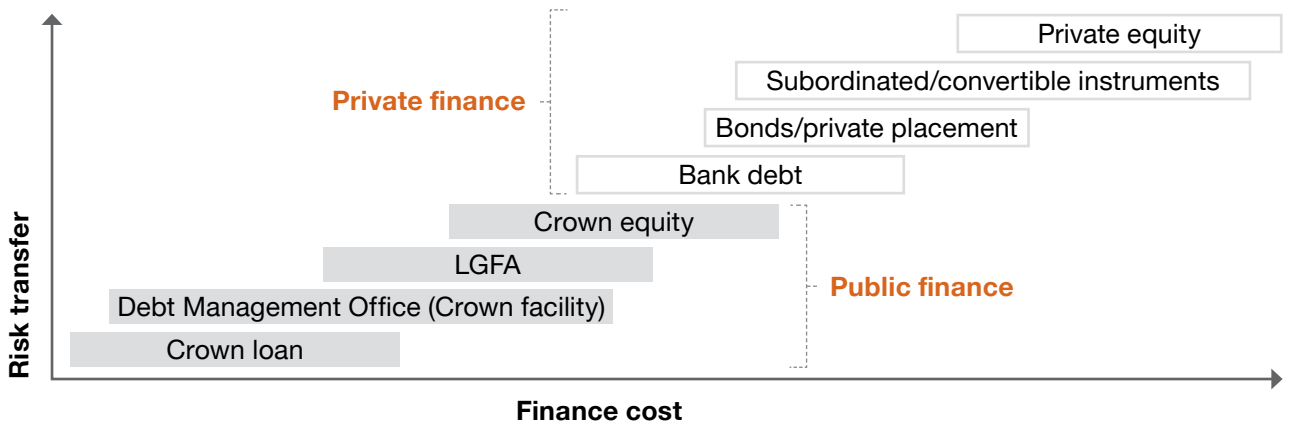 Private equity
Subordinated/convertible instruments
Private finance
Bonds/private placement
Bank debt
Crown equity
LGFA
Public finance
Debt Management Office (Crown facility)
Crown loan
Risk transfer
Finance cost